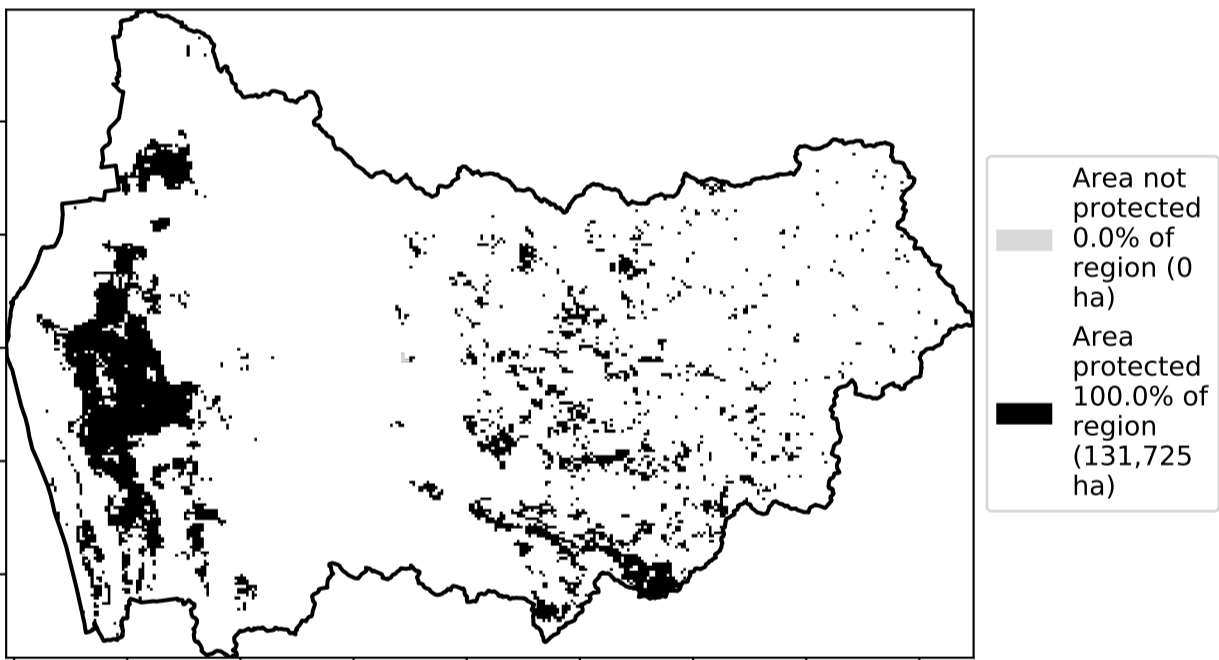 Area not
protected
0.0% of
region (0
ha)
Area
protected
100.0% of
region
(131,725
ha)